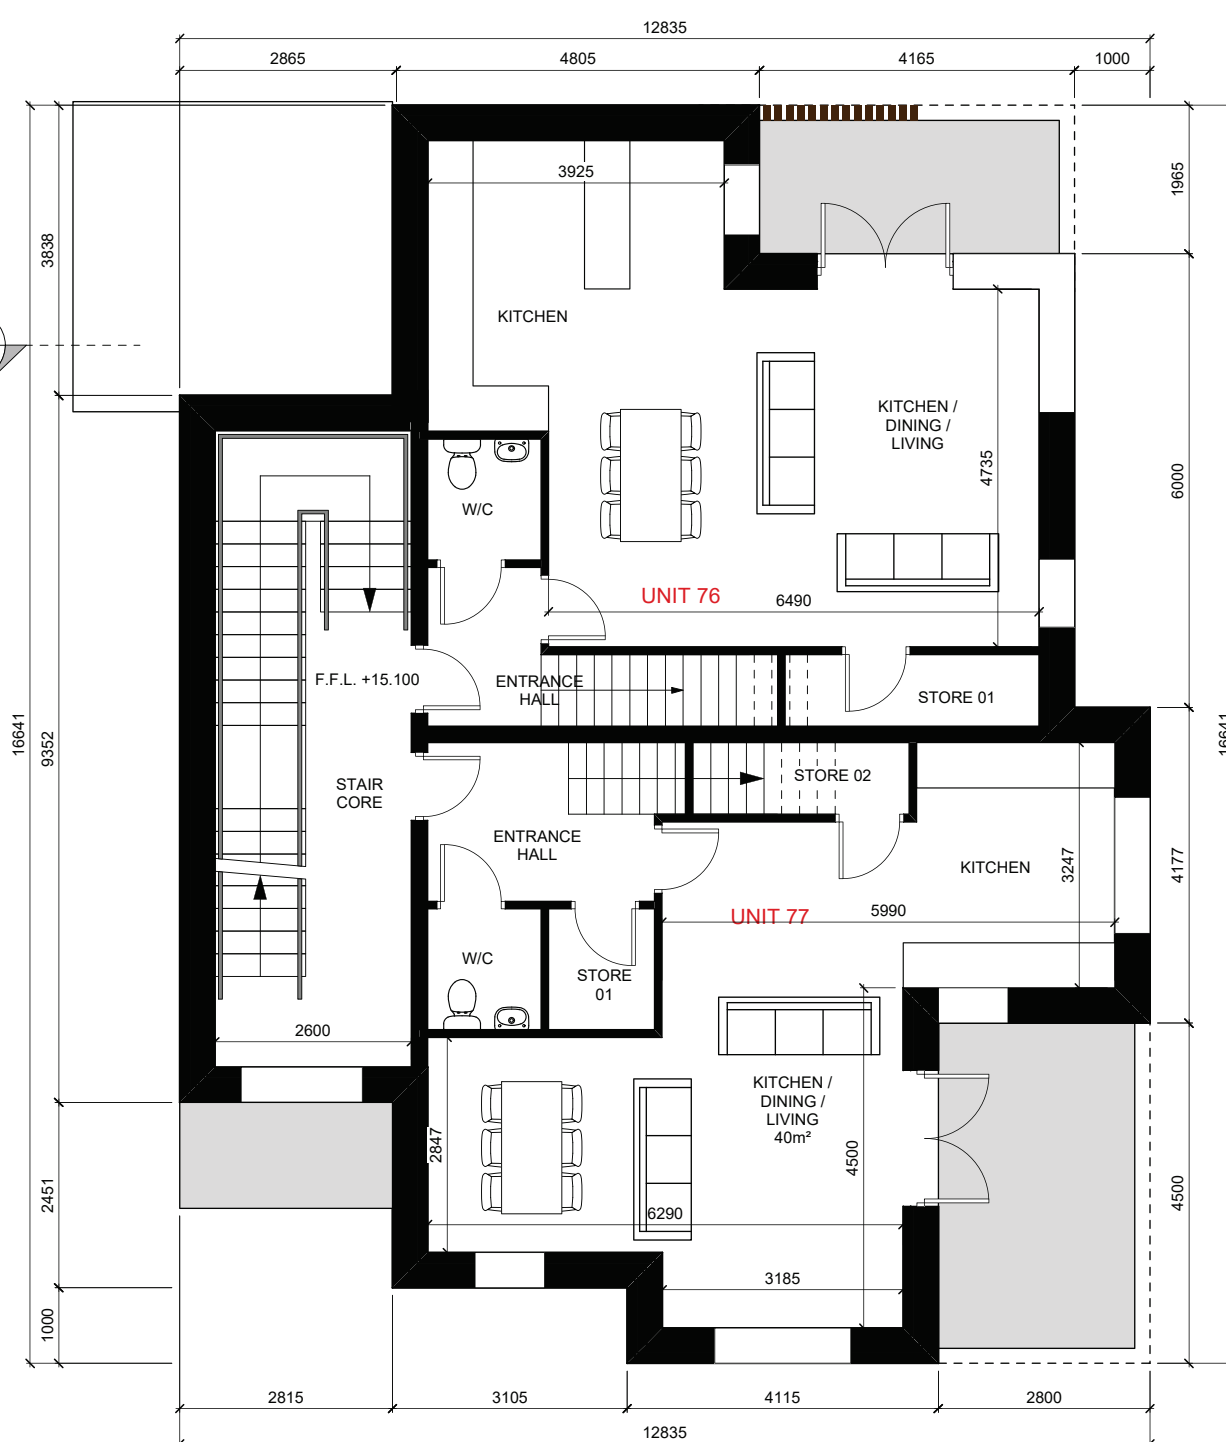 12835
2865
4805
4165
1000
3925
1965
3838
KITCHEN
KITCHEN /
DINING /
LIVING
4735
6000
W/C
UNIT 76
6490
F.F.L. +15.100
ENTRANCE
HALL
STORE 01
16641
9352
16641
STAIR
CORE
STORE 02
ENTRANCE
HALL
KITCHEN
3247
4177
UNIT 77
5990
W/C
STORE
01
2600
KITCHEN /
DINING /
LIVING
40m²
2847
4500
2451
4500
6290
3185
1000
2815
3105
4115
2800
12835